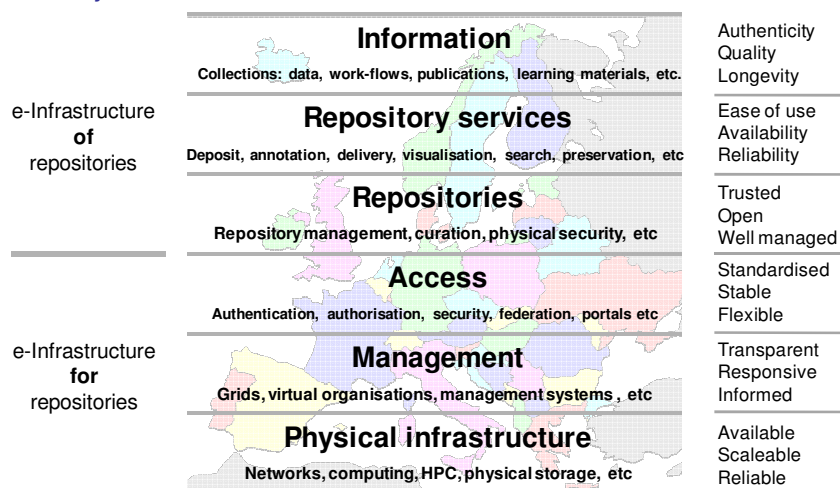 Information
Collections: data, work-flows, publications, learning materials, etc.
Authenticity
Quality
Longevity
e-Infrastructure
of
repositories
Repository services
Deposit, annotation, delivery, visualisation, search, preservation, etc
Ease of use
Availability
Reliability
Repositories
Repository management, curation, physical security, etc
Trusted
Open
Well managed
Access
Authentication, authorisation, security, federation, portals etc
Standardised
Stable
Flexible
e-Infrastructure
for
repositories
Management
Grids, virtual organisations, management systems , etc
Transparent
Responsive
Informed
Physical infrastructure
Networks, computing, HPC, physical storage, etc
Available
Scaleable
Reliable